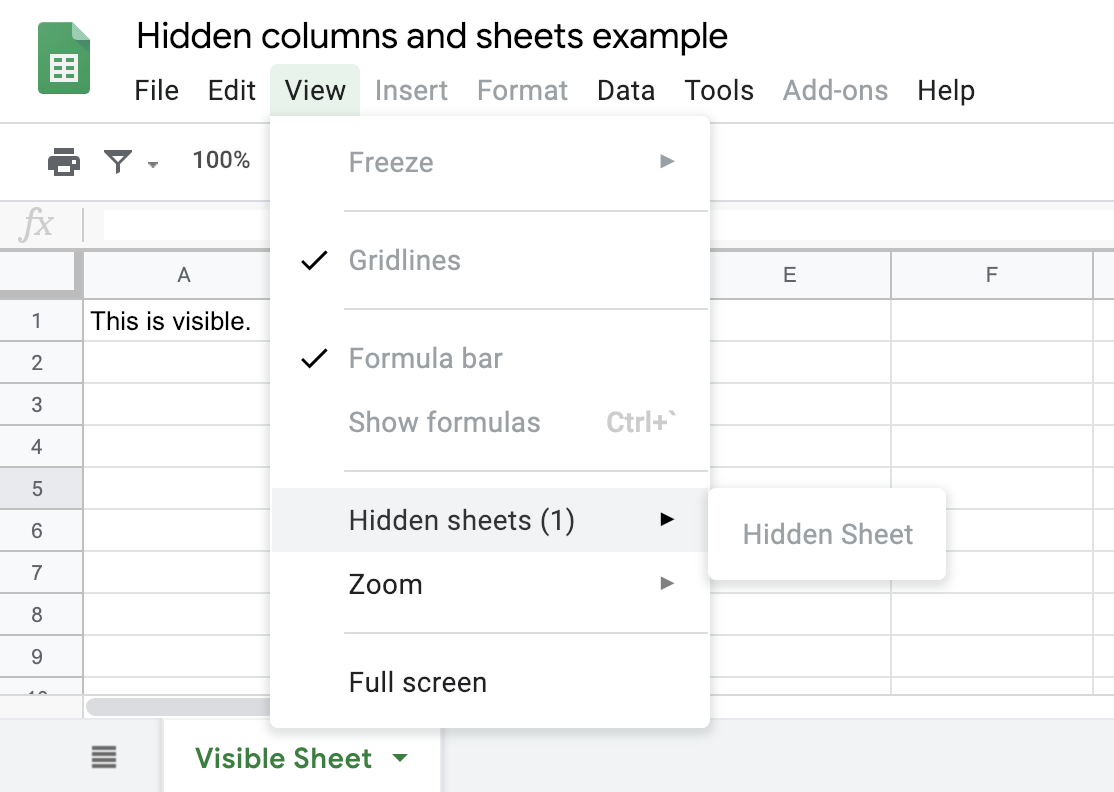 Hidden columns and sheets example
File Edit View Insert Format Data Tools Add-ons Help
100%
fx
A E F
Freeze
Gridlines
Formula bar
Show formulas Ctrl+`
Hidden sheets (1)
Hidden Sheet
Zoom
Full screen
1 This is visible.
2
3
4
5
6
7
8
9
Visible Sheet